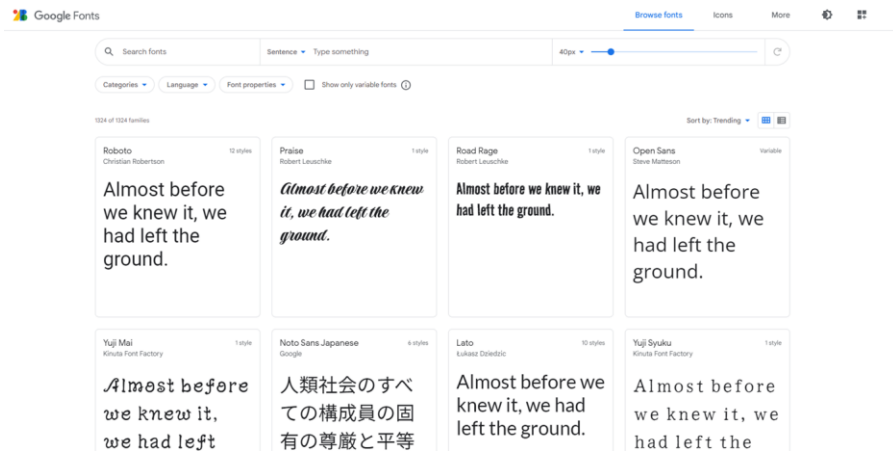 Google Fonts
Browse fonts
Icons
More
Search fonts
Sentence
Type something
40px
Categories
Language
Font properties
Show only variable fonts
1324 of 1324 families
Sort by: Trending
Roboto
12 styles
Christian Robertson
Almost before
we knew it, we
had left the
ground.
Praise
1 style
Robert Leuschke
Almost before we knew
it, we had left the
ground.
Road Rage
1 style
Robert Leuschke
Almost before we knew it, we
had left the ground.
Open Sans
Variable
Steve Matteson
Almost before
we knew it, we
had left the
ground.
Yuji Mai
1 style
Kinuta Font Factory
Almost before
we knew it,
we had left
Noto Sans Japanese
6 styles
Google
人類社会のすべ
ての構成員の固
有の尊厳と平等
Lato
10 styles
Łukasz Dziedzic
Almost before we
knew it, we had
left the ground.
Yuji Syuku
1 style
Kinuta Font Factory
Almost before
we knew it, we
had left the